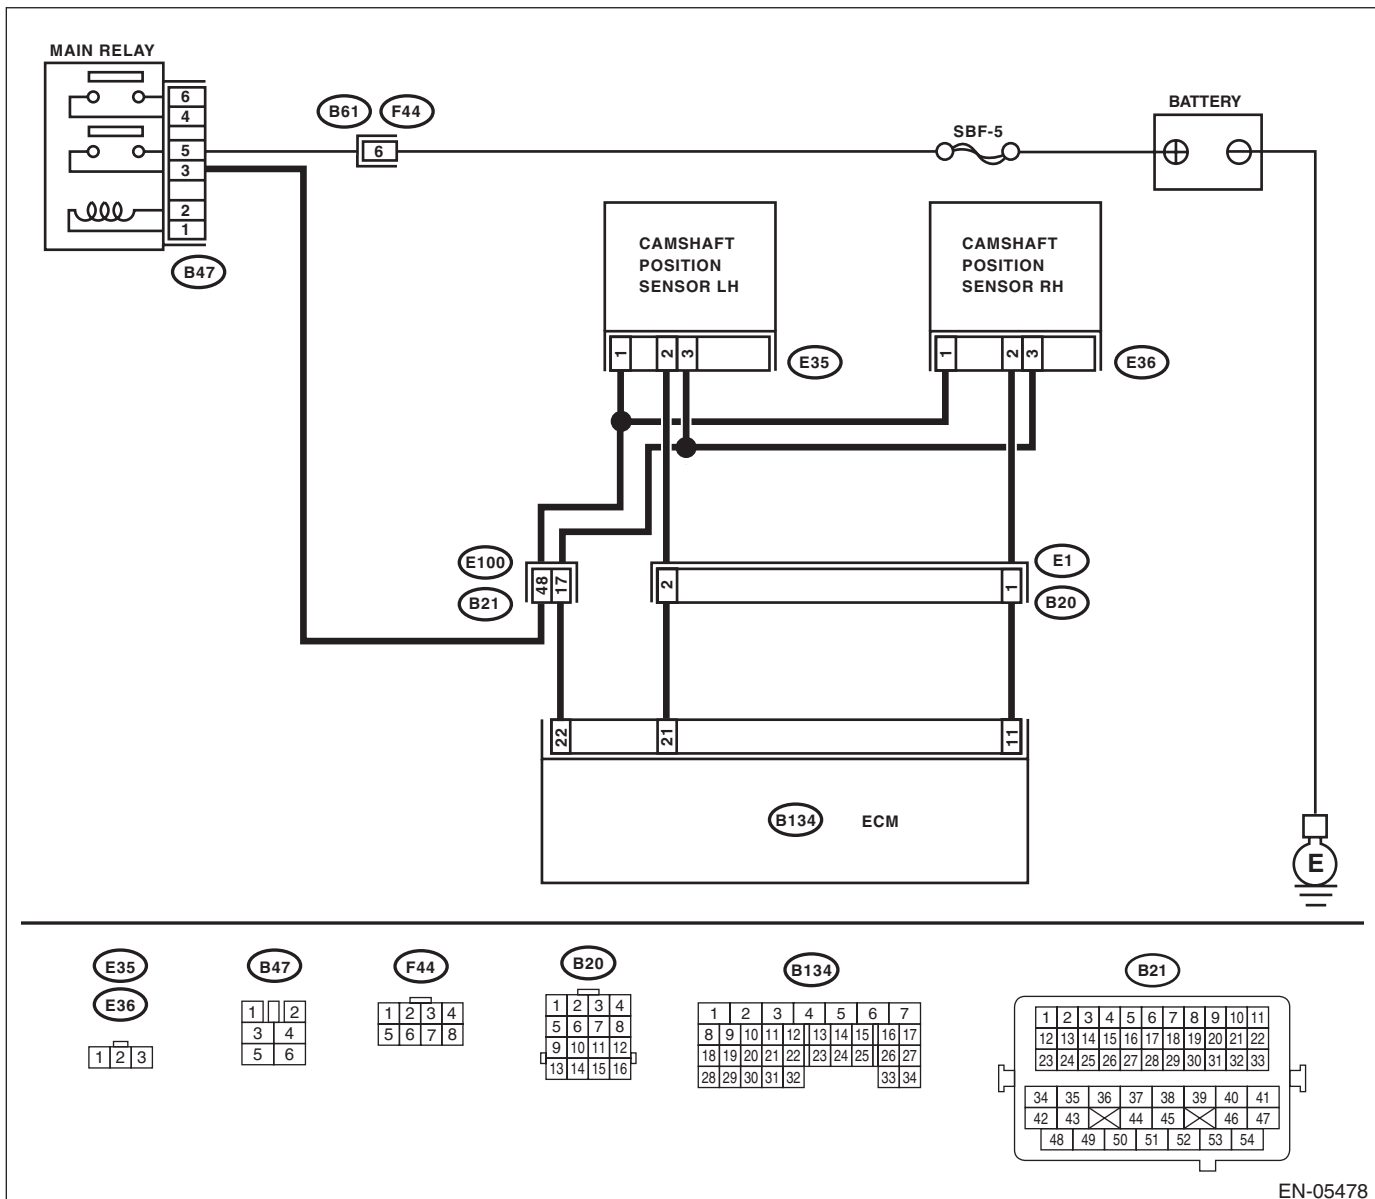 MAIN RELAY
6
4
5
3
2
1
B47
B61 F44
6
SBF-5
BATTERY
CAMSHAFT
POSITION
SENSOR LH
1 2 3
E35
CAMSHAFT
POSITION
SENSOR RH
1 2 3
E36
E100
B21
48 17
2 1
E1
B20
22 21 11
B134 ECM
E
E35
E36
1 2 3
B47
1 2
3 4
5 6
F44
1 2 3 4
5 6 7 8
B20
1 2 3 4
5 6 7 8
9 10 11 12
13 14 15 16
B134
1 2 3 4 5 6 7
8 9 10 11 12 13 14 15 16 17
18 19 20 21 22 23 24 25 26 27
28 29 30 31 32 33 34
B21
1 2 3 4 5 6 7 8 9 10 11
12 13 14 15 16 17 18 19 20 21 22
23 24 25 26 27 28 29 30 31 32 33
34 35 36 37 38 39 40 41
42 43 44 45 46 47
48 49 50 51 52 53 54
EN-05478